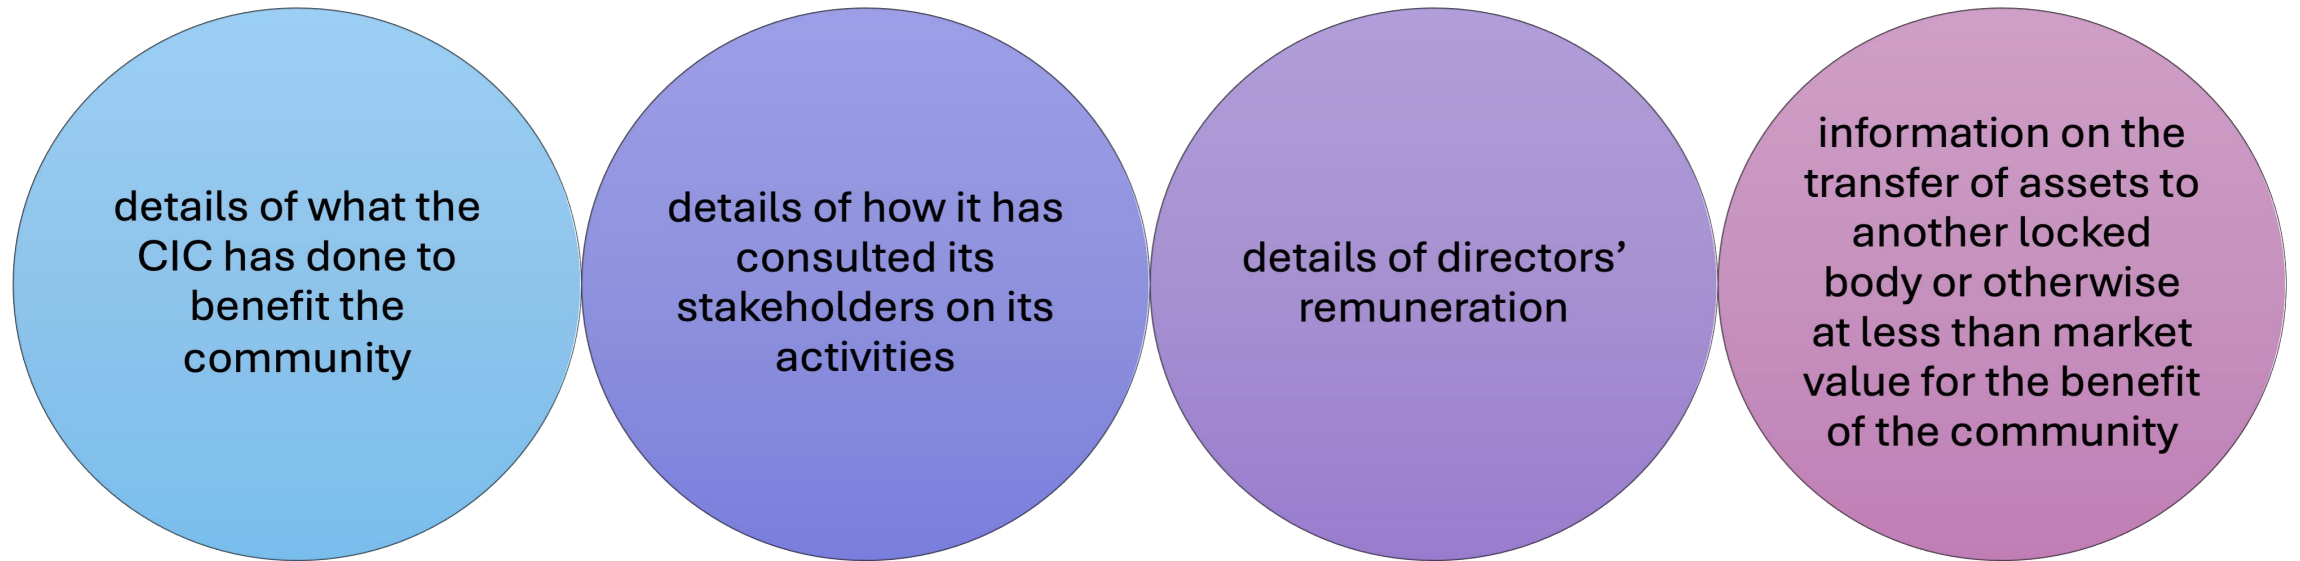 details of what the
CIC has done to
benefit the
community
details of how it has
consulted its
stakeholders on its
activities
details of directors’
remuneration
information on the
transfer of assets to
another locked
body or otherwise
at less than market
value for the benefit
of the community